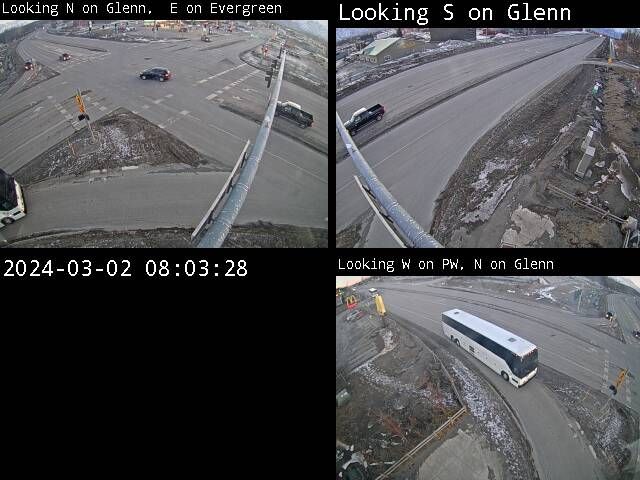 Looking N on Glenn, E on Evergreen
Looking S on Glenn
2024-03-02 08:03:28
Looking W on PW, N on Glenn